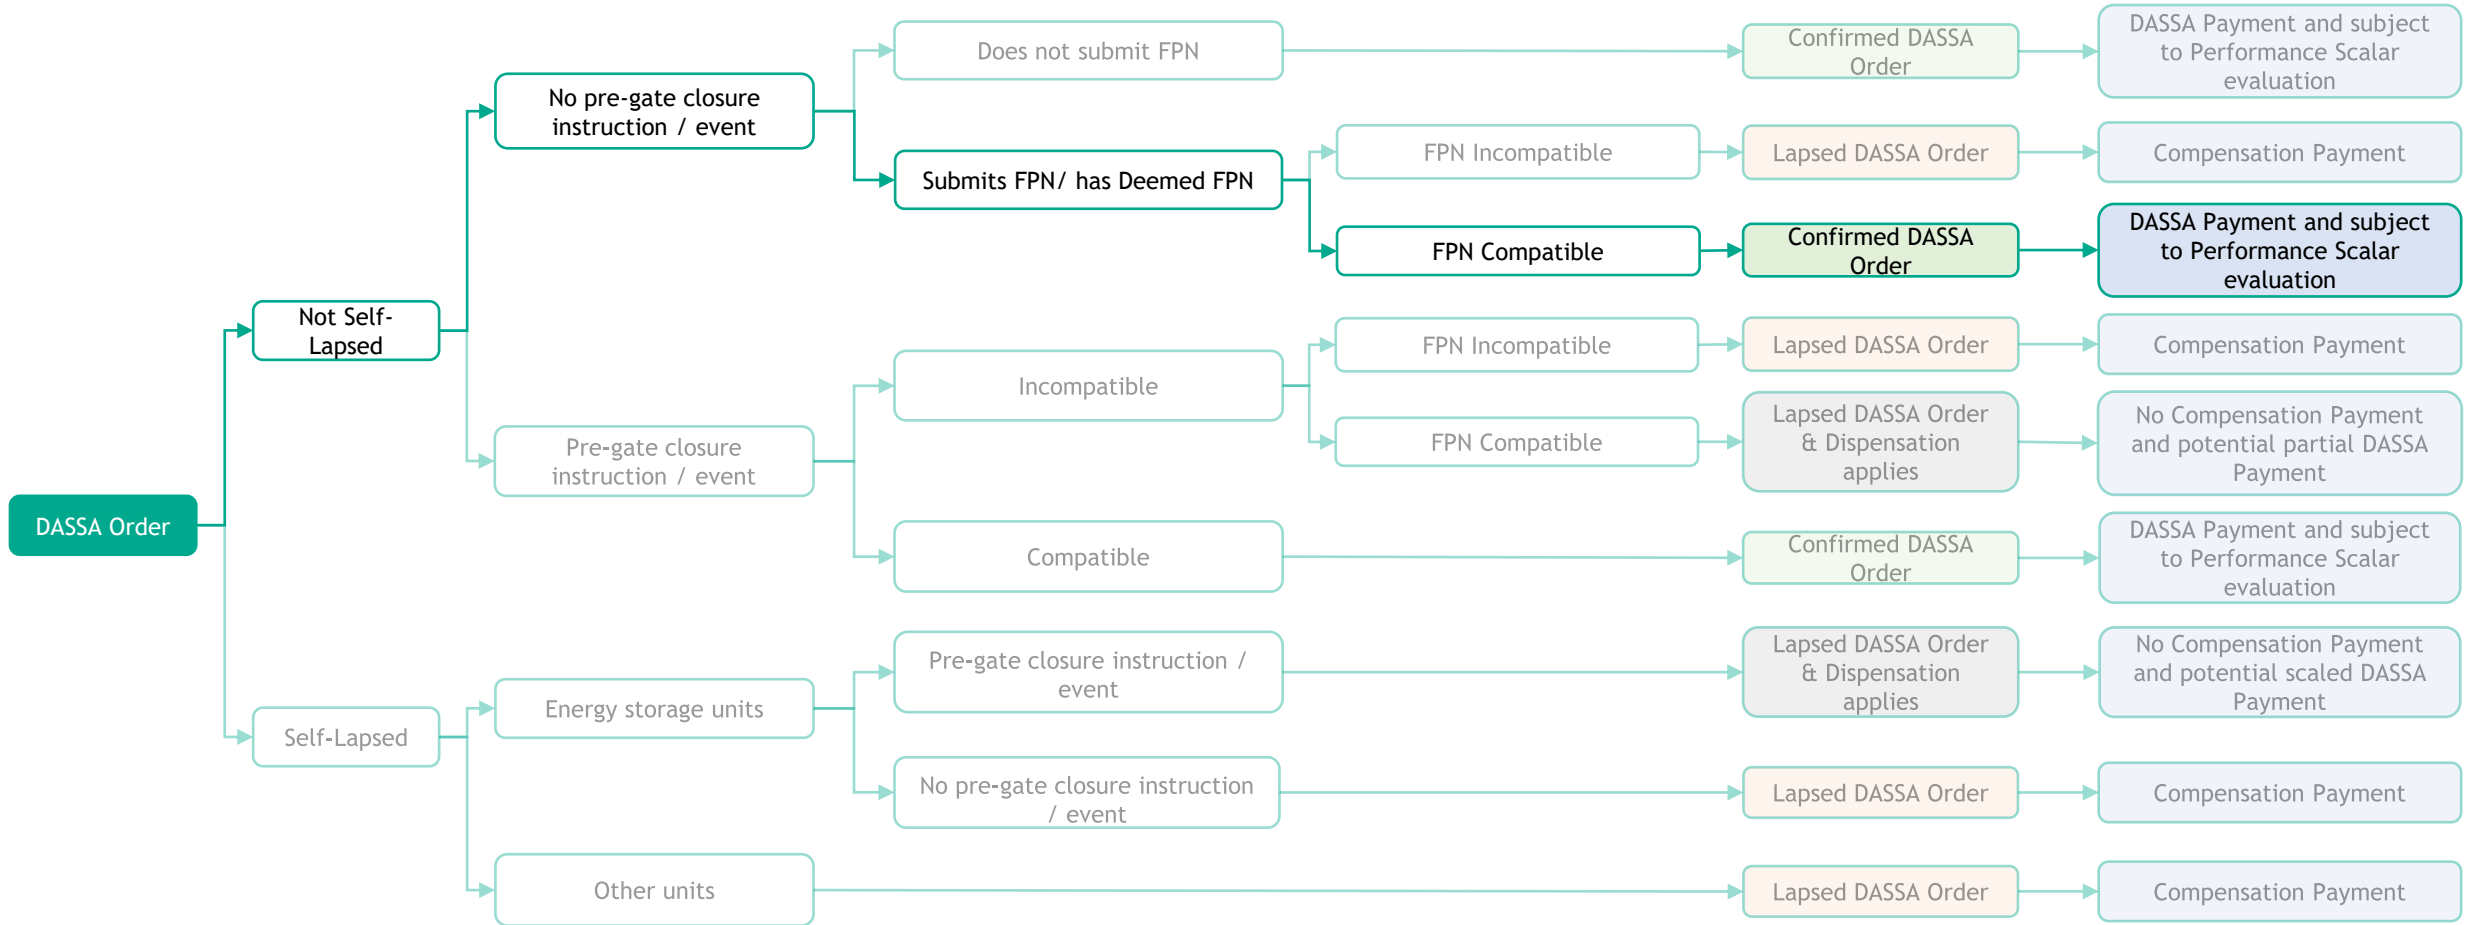 Does not submit FPN
Confirmed DASSA
Order
DASSA Payment and subject
to Performance Scalar
evaluation
No pre-gate closure
instruction / event
FPN Incompatible
Lapsed DASSA Order
Compensation Payment
Submits FPN/ has Deemed FPN
FPN Compatible
Confirmed DASSA
Order
DASSA Payment and subject
to Performance Scalar
evaluation
Not Self-
Lapsed
FPN Incompatible
Lapsed DASSA Order
Compensation Payment
Incompatible
FPN Compatible
Lapsed DASSA Order
& Dispensation
applies
No Compensation Payment
and potential partial DASSA
Payment
Pre-gate closure
instruction / event
DASSA Order
Compatible
Confirmed DASSA
Order
DASSA Payment and subject
to Performance Scalar
evaluation
Pre-gate closure instruction /
event
Lapsed DASSA Order
& Dispensation
applies
No Compensation Payment
and potential scaled DASSA
Payment
Energy storage units
Self-Lapsed
No pre-gate closure instruction
/ event
Lapsed DASSA Order
Compensation Payment
Other units
Lapsed DASSA Order
Compensation Payment